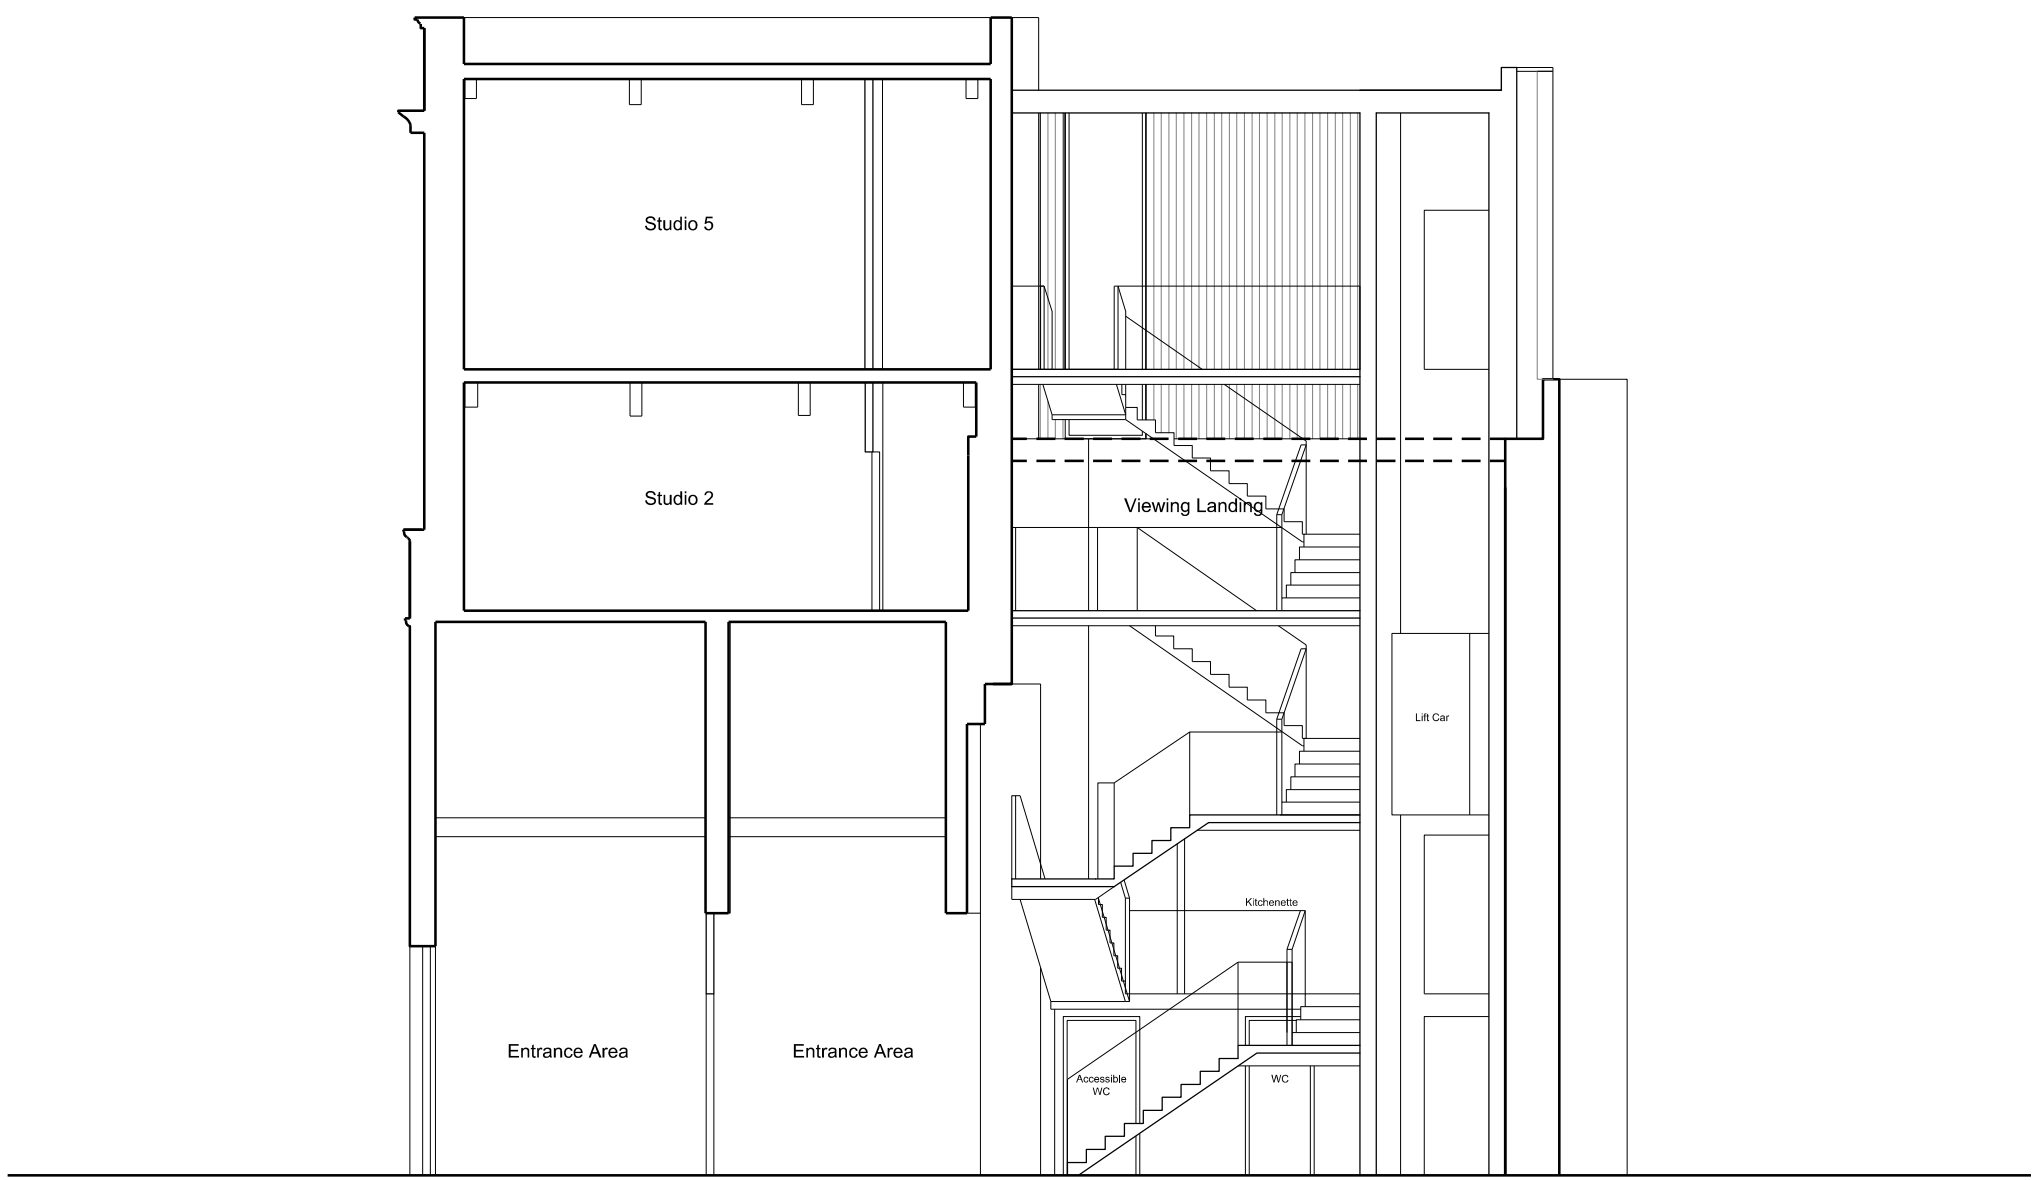 Studio 5
Studio 2
Viewing Landing
Lift Car
Kitchenette
Entrance Area
Entrance Area
Accessible
WC
WC